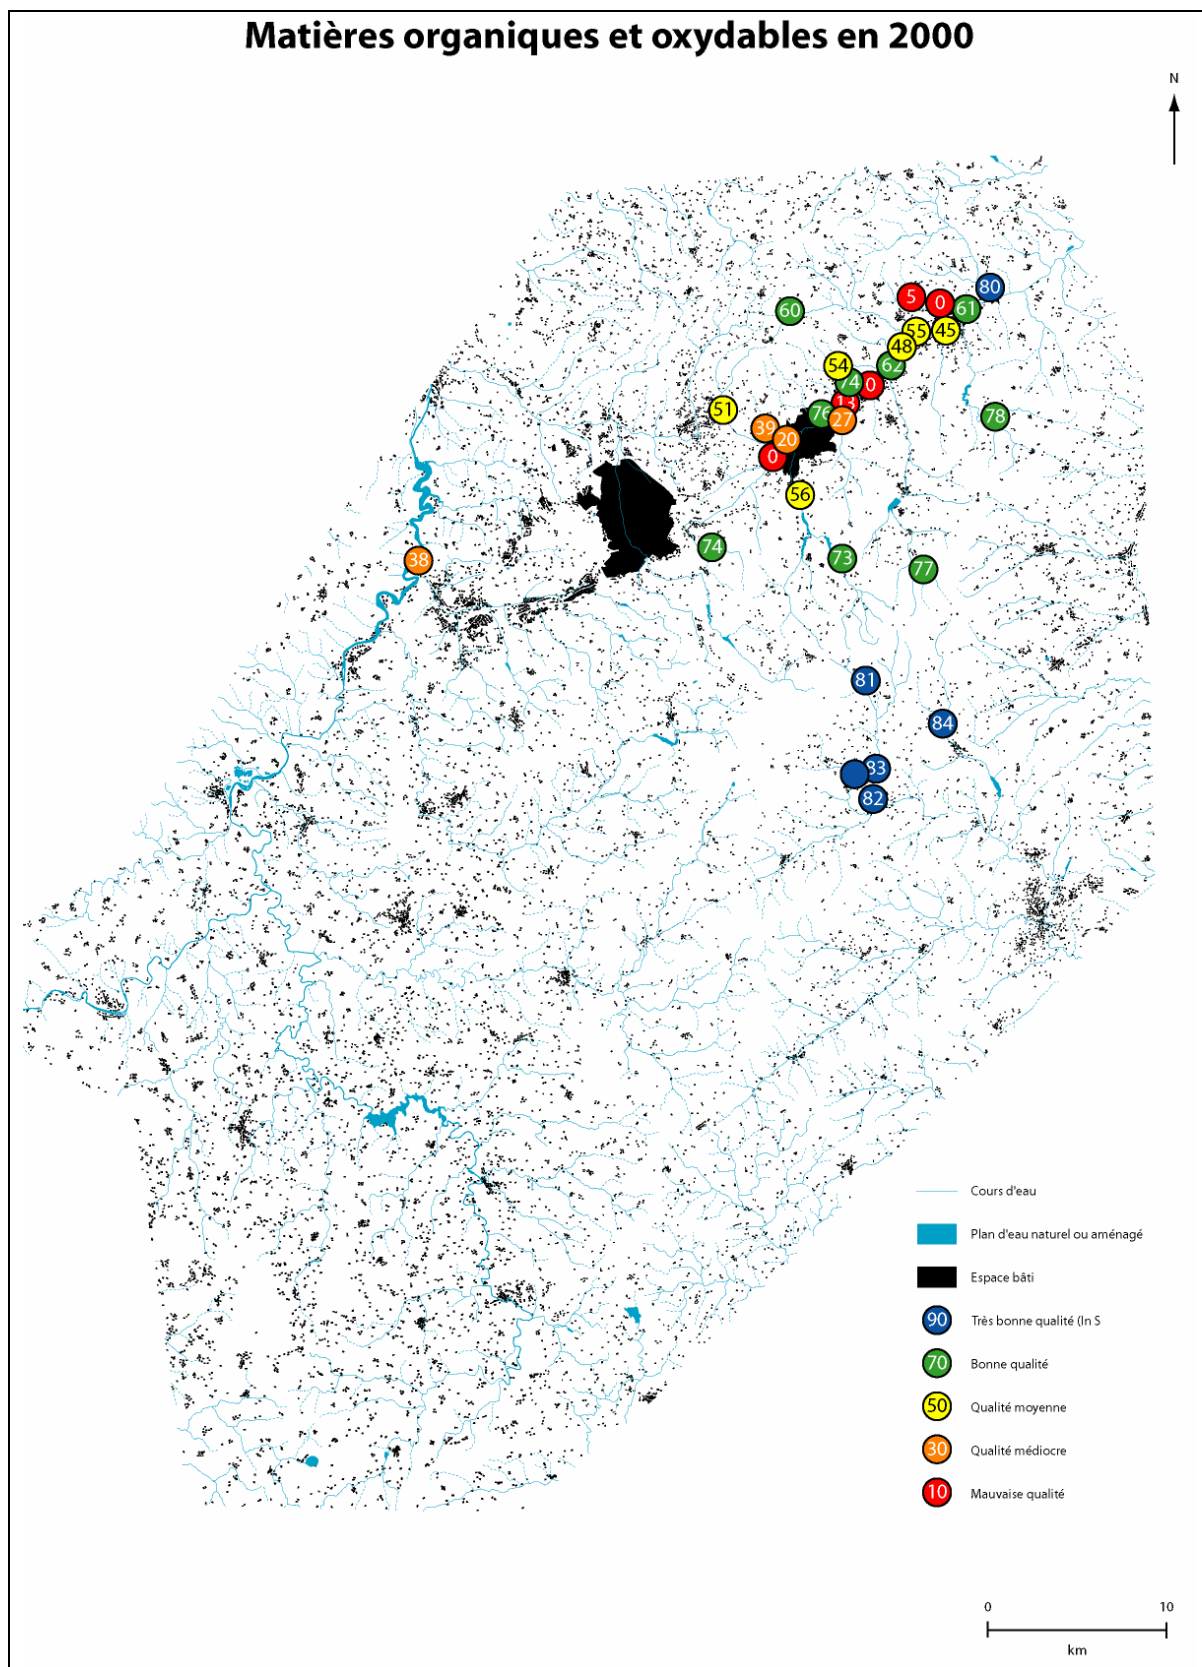 Matières organiques et oxydables en 2000
N
80
5
0
61
60
55
45
48
54
62
74
0
13
51
76
78
27
39
20
0
56
74
73
38
77
81
84
83
82
Cours d'eau
Plan d'eau naturel ou aménagé
Espace bâti
90 Très bonne qualité (In S
70 Bonne qualité
50 Qualité moyenne
30 Qualité médiocre
10 Mauvaise qualité
0 10
km